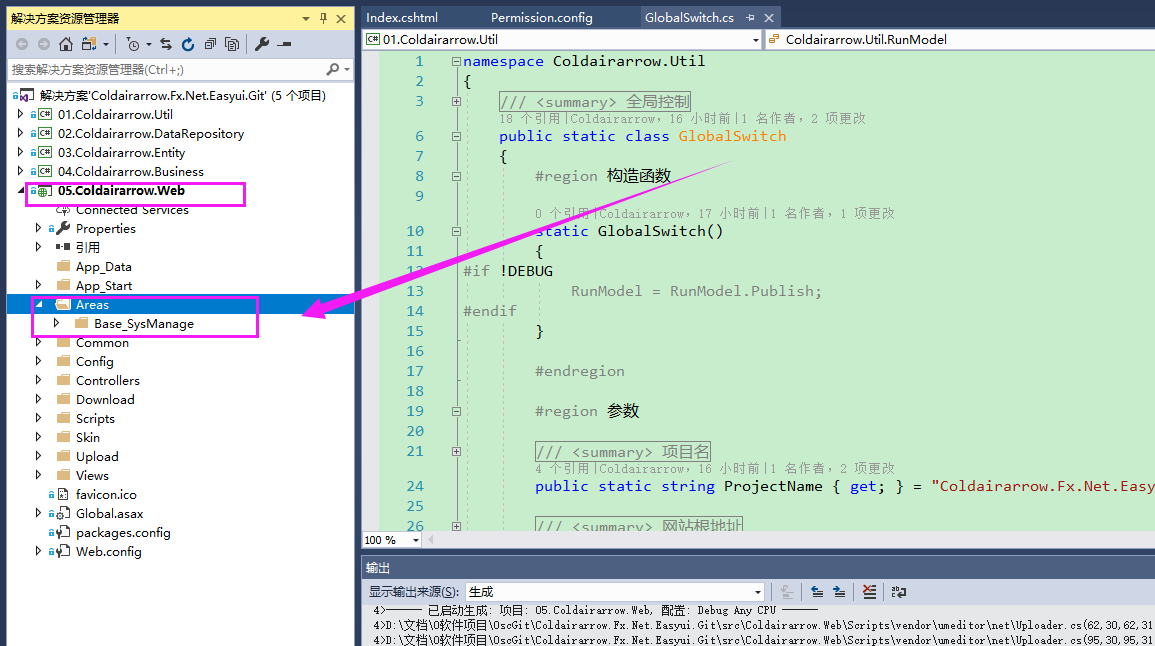 解决方案资源管理器
搜索解决方案资源管理器(Ctrl+;)
解决方案'Coldairarrow.Fx.Net.Easyui.Git' (5 个项目)
01.Coldairarrow.Util
02.Coldairarrow.DataRepository
03.Coldairarrow.Entity
04.Coldairarrow.Business
05.Coldairarrow.Web
Connected Services
Properties
引用
App_Data
App_Start
Areas
Base_SysManage
Common
Config
Controllers
Download
Scripts
Skin
Upload
Views
favicon.ico
Global.asax
packages.config
Web.config
Index.cshtml Permission.config GlobalSwitch.cs
01.Coldairarrow.Util Coldairarrow.Util.RunModel
1 namespace Coldairarrow.Util
2 {
3 /// <summary> 全局控制
18 个引用|Coldairarrow，16 小时前|1 名作者，2 项更改
6 public static class GlobalSwitch
7 {
8 #region 构造函数
9
0 个引用|Coldairarrow，17 小时前|1 名作者，1 项更改
10 static GlobalSwitch()
11 {
12 #if !DEBUG
13 RunModel = RunModel.Publish;
14 #endif
15 }
16
17 #endregion
18
19 #region 参数
20
21 /// <summary> 项目名
4 个引用|Coldairarrow，16 小时前|1 名作者，2 项更改
24 public static string ProjectName { get; } = "Coldairarrow.Fx.Net.Easy
25
26 /// <summary> 网站根地址
100 %
输出
显示输出来源(S): 生成
4>------ 已启动生成: 项目: 05.Coldairarrow.Web, 配置: Debug Any CPU ------
4>D:\文档\0软件项目\OscGit\Coldairarrow.Fx.Net.Easyui.Git\src\Coldairarrow.Web\Scripts\vendor\umeditor\net\Uploader.cs(62,30,62,31
4>D:\文档\0软件项目\OscGit\Coldairarrow.Fx.Net.Easyui.Git\src\Coldairarrow.Web\Scripts\vendor\umeditor\net\Uploader.cs(95,30,95,31